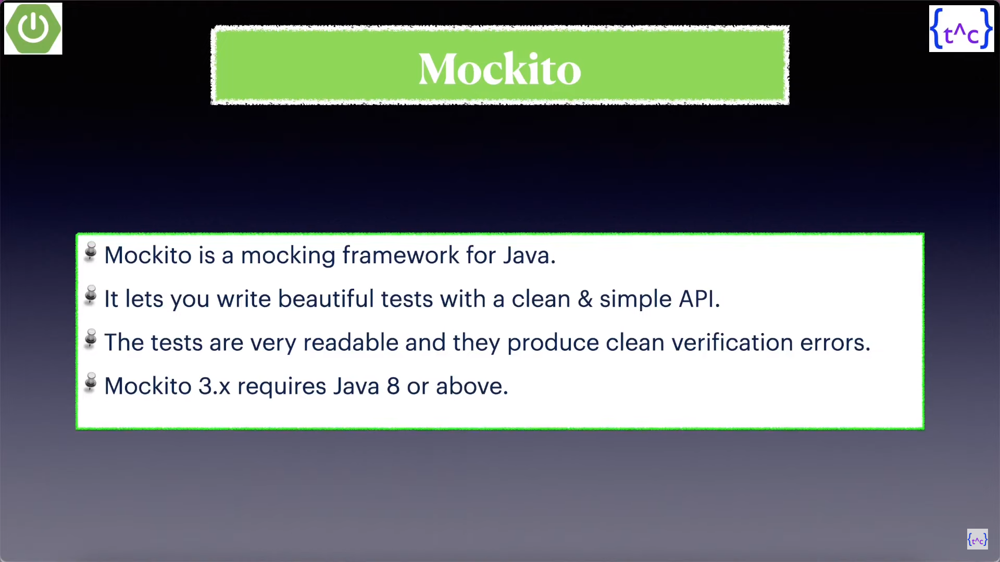 {t^c}
Mockito
Mockito is a mocking framework for Java.
It lets you write beautiful tests with a clean & simple API.
The tests are very readable and they produce clean verification errors.
Mockito 3.x requires Java 8 or above.
{t^c}